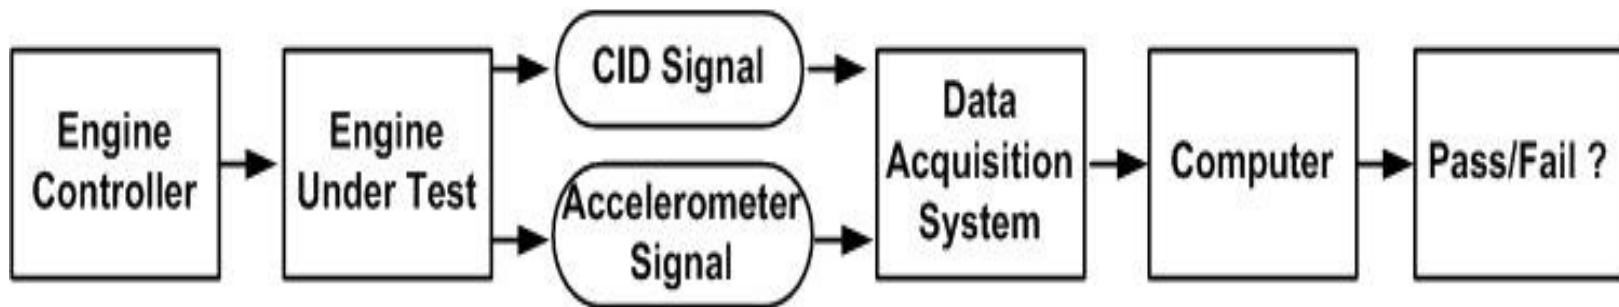 Engine
Controller
Engine
Under Test
CID Signal
Accelerometer
Signal
Data
Acquisition
System
Computer
Pass/Fail ?